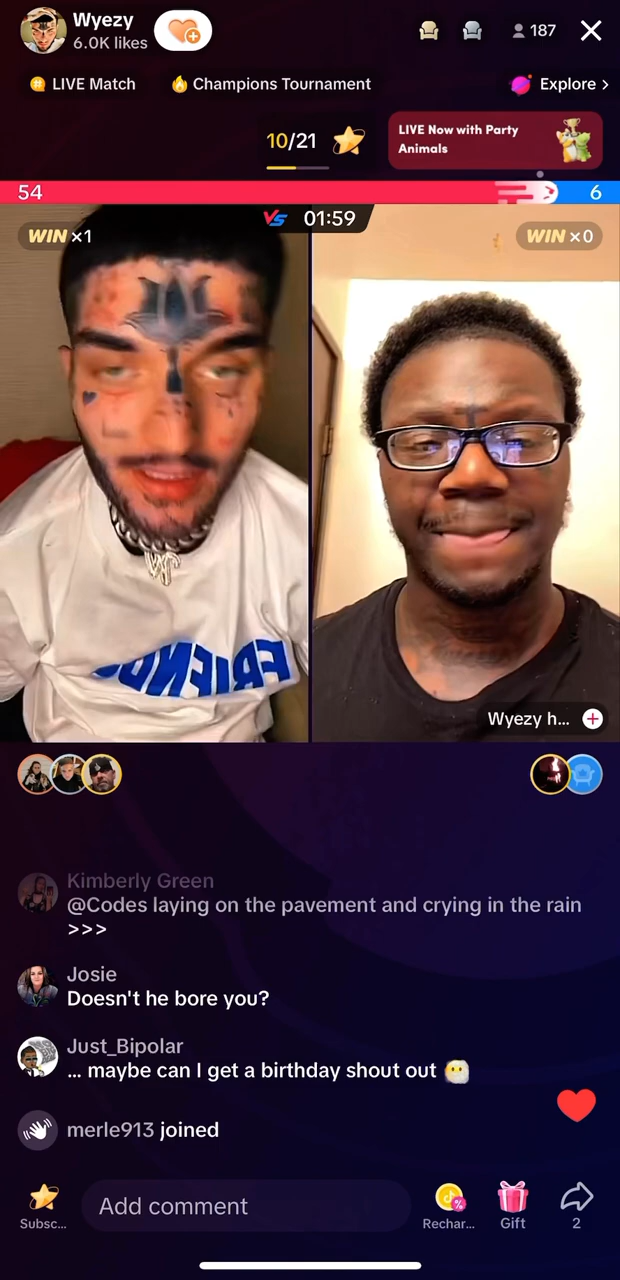 Wyezy
6.0K likes
187
LIVE Match
Champions Tournament
Explore >
10/21
LIVE Now with Party
Animals
54
6
VS 01:59
WIN ×1
WIN ×0
FRIENDS
Wyezy h...
Kimberly Green
@Codes laying on the pavement and crying in the rain
>>>
Josie
Doesn't he bore you?
Just_Bipolar
... maybe can I get a birthday shout out 😶
merle913 joined
Subsc...
Add comment
Rechar...
Gift
2